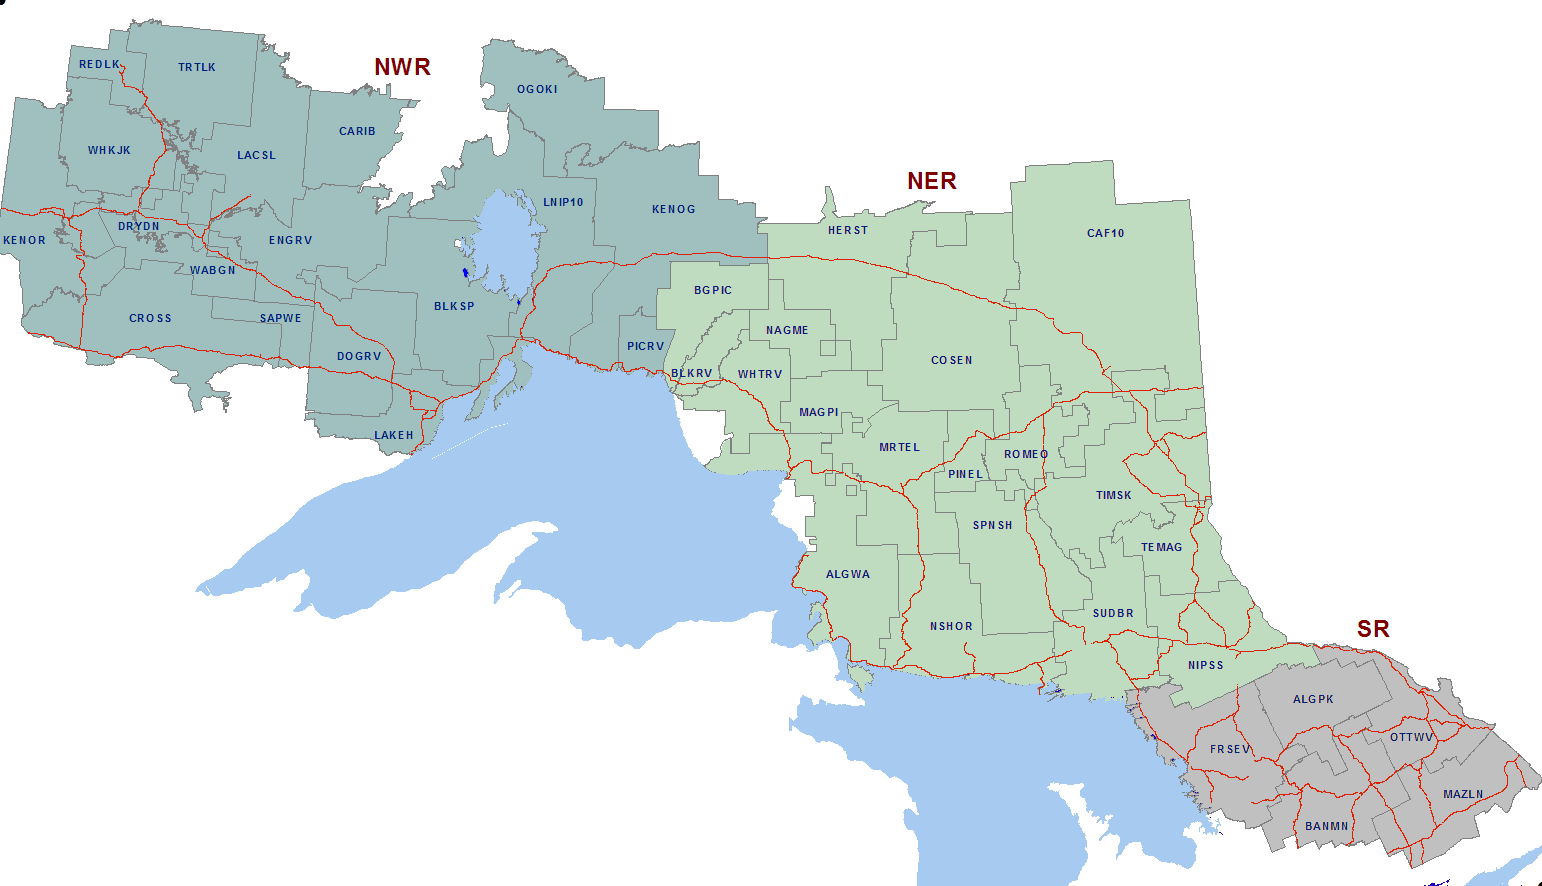 NWR
REDLK
TRTLK
OGOKI
CARIB
WHKJK
LACSL
NER
LNIP10
KENOG
DRYDN
HERST
CAF10
KENOR
ENGRV
WABGN
BGPIC
BLKSP
CROSS
SAPWE
NAGME
PICRV
DOGRV
COSEN
BLKRV
WHTRV
MAGPI
LAKEH
MRTEL
ROMEO
PINEL
TIMSK
SPNSH
TEMAG
ALGWA
SUDBR
NSHOR
SR
NIPSS
ALGPK
OTTWV
FRSEV
MAZLN
BANMN